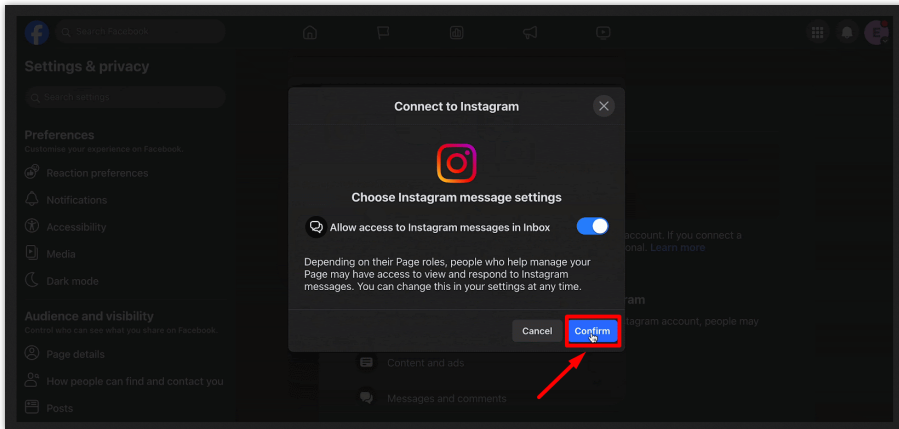 Search Facebook
E
Settings & privacy
Search settings
Preferences
Customise your experience on Facebook.
Reaction preferences
Notifications
Accessibility
Media
Dark mode
Audience and visibility
Control who can see what you share on Facebook.
Page details
How people can find and contact you
Posts
Connect to Instagram
Choose Instagram message settings
Allow access to Instagram messages in Inbox
Depending on their Page roles, people who help manage your
Page may have access to view and respond to Instagram
messages. You can change this in your settings at any time.
Cancel
Confirm
account. If you connect a
onal. Learn more
ram
stagram account, people may
Content and ads
Messages and comments